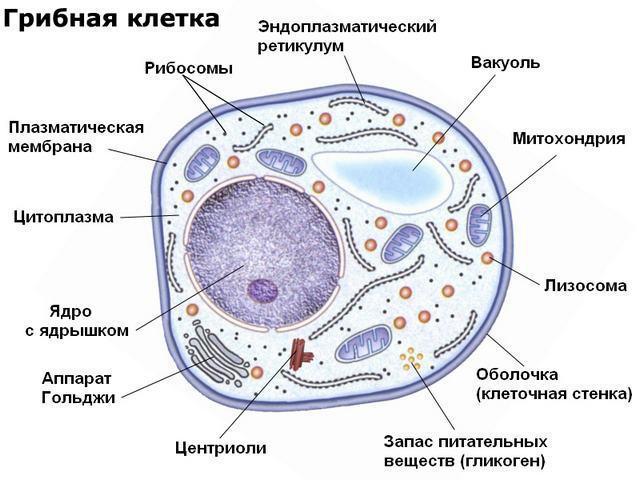 Грибная клетка
Эндоплазматический
ретикулум
Рибосомы
Вакуоль
Плазматическая
мембрана
Митохондрия
Цитоплазма
Лизосома
Ядро
с ядрышком
Аппарат
Гольджи
Оболочка
(клеточная стенка)
Центриоли
Запас питательных
веществ (гликоген)